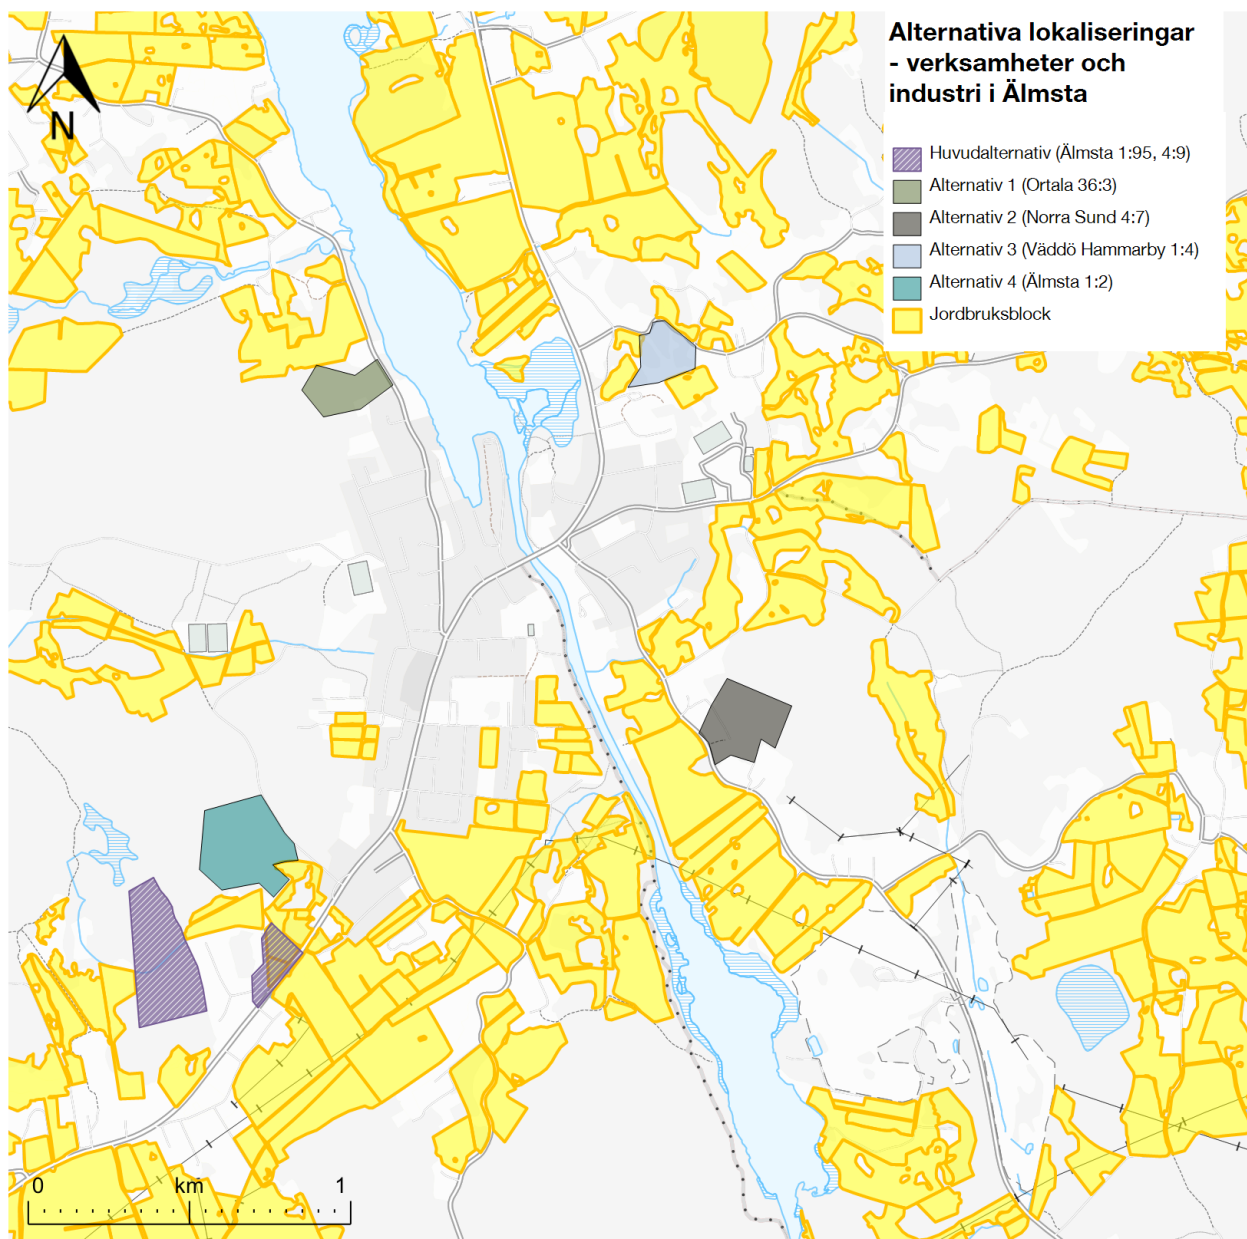 Alternativa lokaliseringar
- verksamheter och
industri i Älmsta
N
Huvudalternativ (Älmsta 1:95, 4:9)
Alternativ 1 (Ortala 36:3)
Alternativ 2 (Norra Sund 4:7)
Alternativ 3 (Väddö Hammarby 1:4)
Alternativ 4 (Älmsta 1:2)
Jordbruksblock
0 km 1